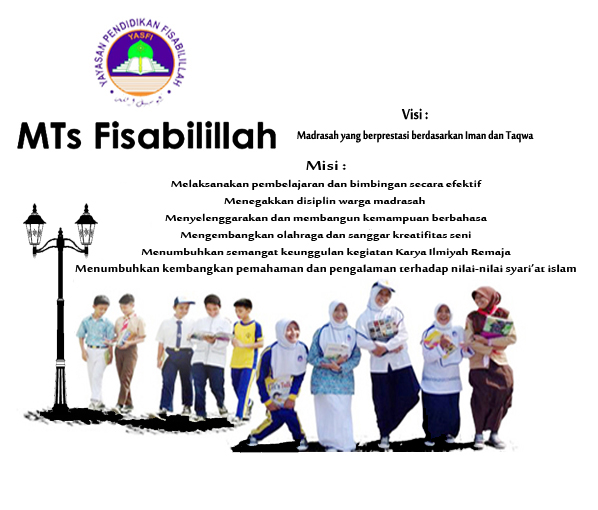 YAYASAN PENDIDIKAN FISABILILLAH
YASFI
MTs Fisabilillah
Visi :
Madrasah yang berprestasi berdasarkan Iman dan Taqwa
Misi :
Melaksanakan pembelajaran dan bimbingan secara efektif
Menegakkan disiplin warga madrasah
Menyelenggarakan dan membangun kemampuan berbahasa
Mengembangkan olahraga dan sanggar kreatifitas seni
Menumbuhkan semangat keunggulan kegiatan Karya Ilmiyah Remaja
Menumbuhkan kembangkan pemahaman dan pengalaman terhadap nilai-nilai syari'at islam